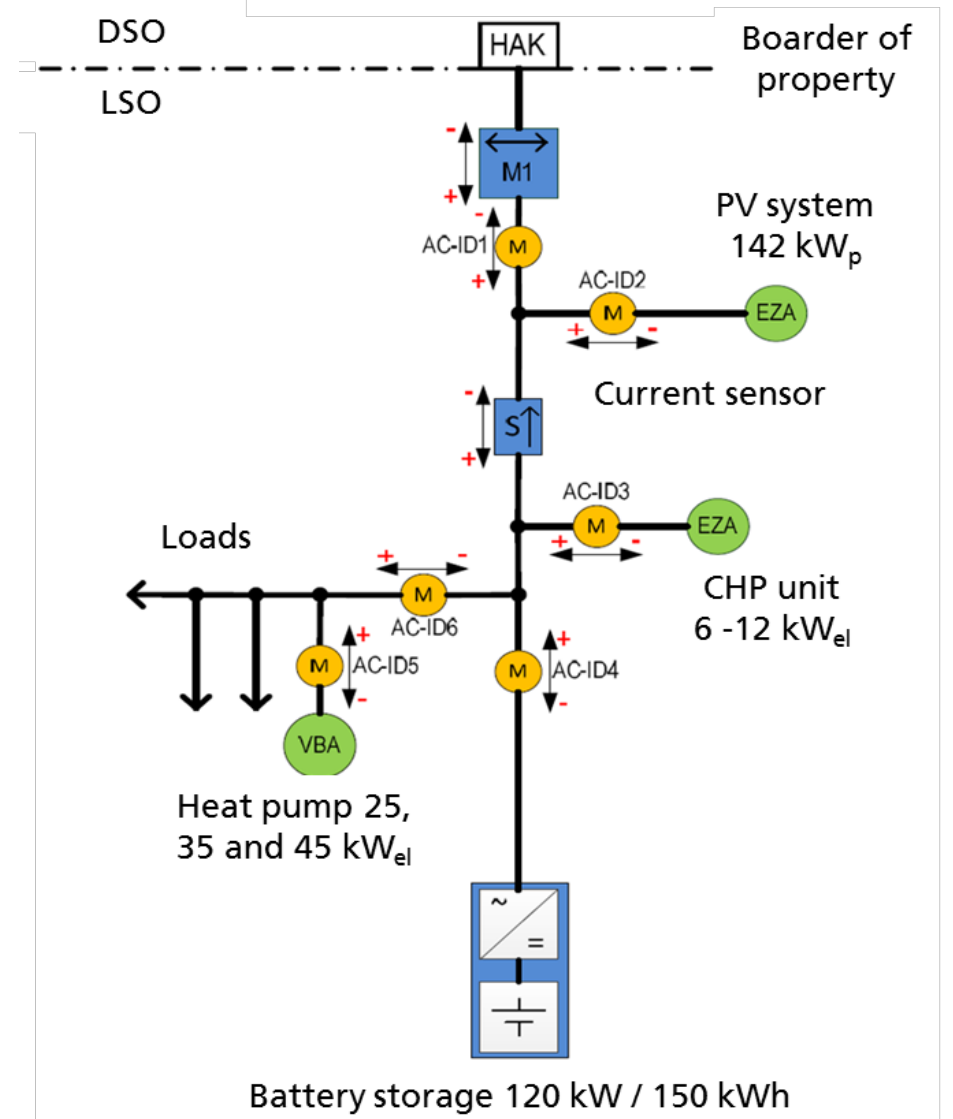 DSO
HAK
Boarder of
property
LSO
-
M1
+
-
AC-ID1
M
+
PV system
142 kWp
AC-ID2
M
EZA
+
-
Current sensor
-
S↑
+
AC-ID3
M
EZA
+
-
Loads
+
-
M
AC-ID6
CHP unit
6 -12 kWel
+
M
AC-ID5
-
+
M
AC-ID4
-
VBA
Heat pump 25,
35 and 45 kWel
~
=
Battery storage 120 kW / 150 kWh